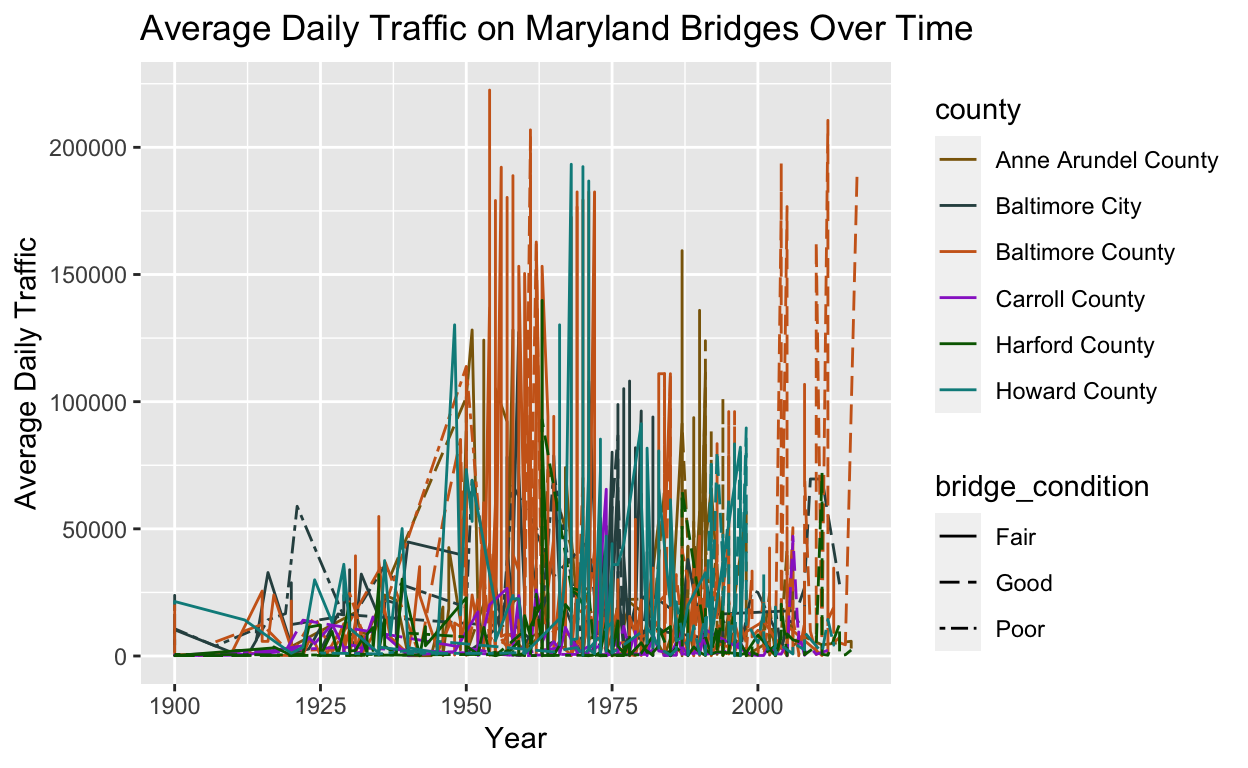 Average Daily Traffic on Maryland Bridges Over Time
Average Daily Traffic
200000
150000
100000
50000
0
1900
1925
1950
1975
2000
Year
county
Anne Arundel County
Baltimore City
Baltimore County
Carroll County
Harford County
Howard County
bridge_condition
Fair
Good
Poor